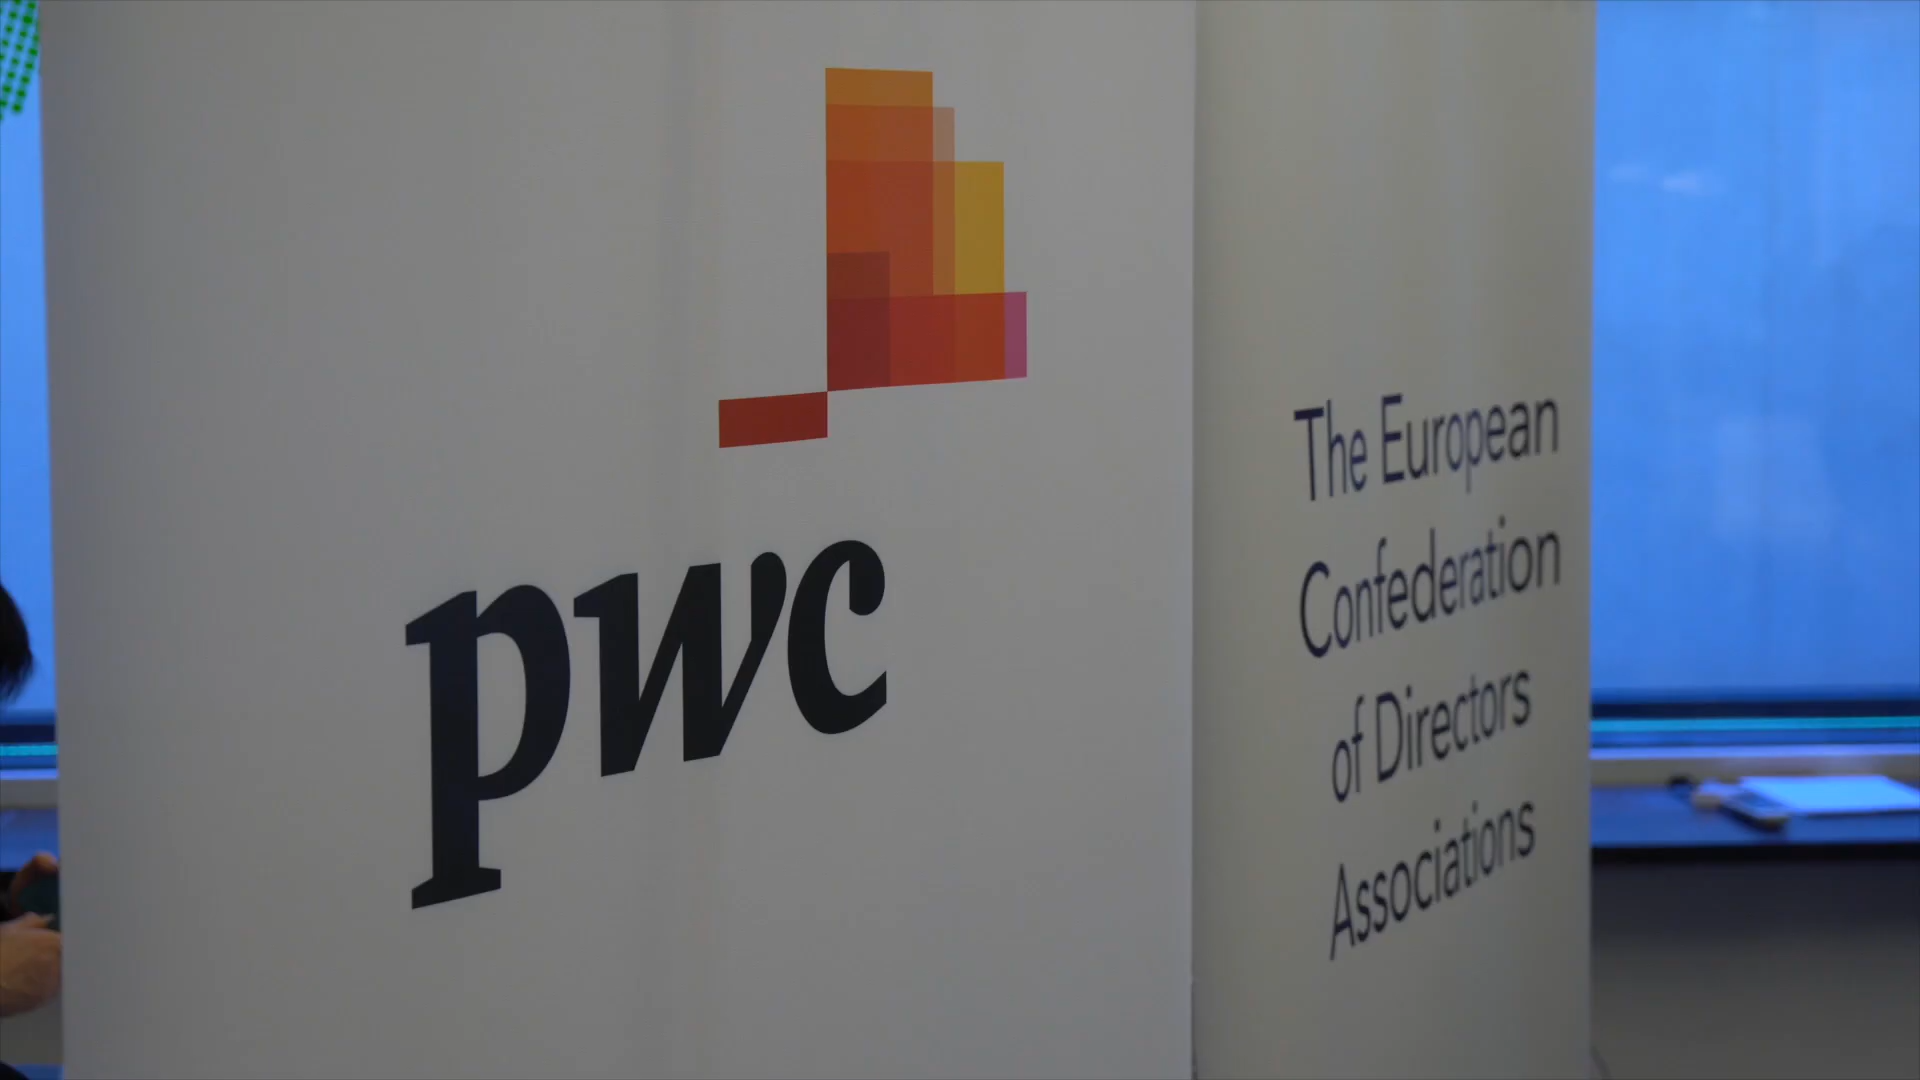 pwc
The European
Confederation
of Directors
Associations